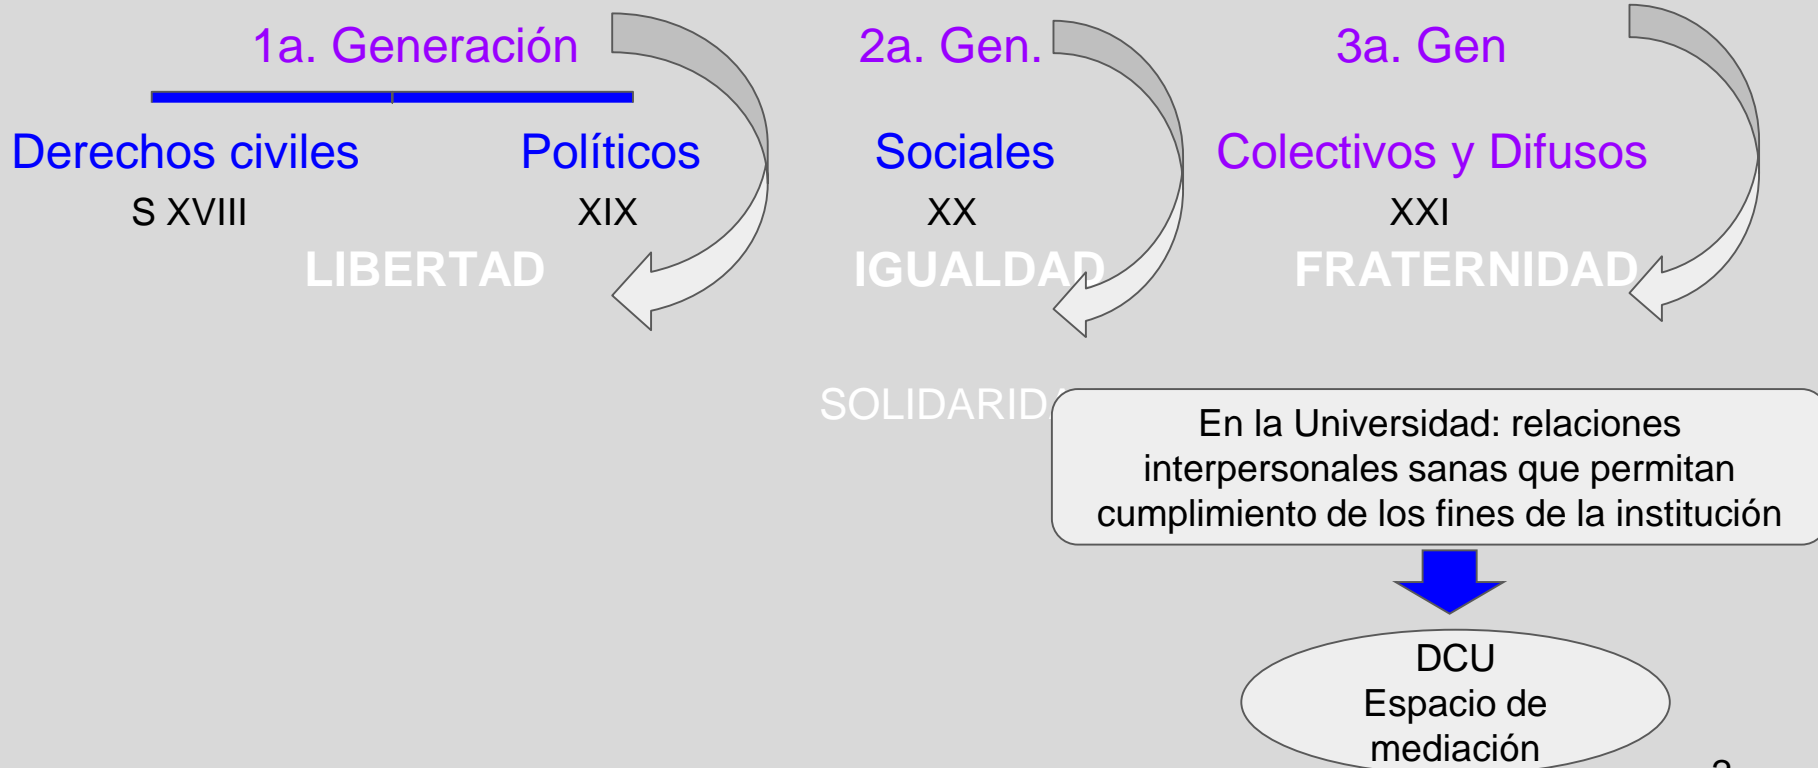 1a. Generación 2a. Gen. 3a. Gen
Derechos civiles Políticos Sociales Colectivos y Difusos
S XVIII XIX XX XXI
LIBERTAD IGUALDAD FRATERNIDAD
En la Universidad: relaciones
interpersonales sanas que permitan
cumplimiento de los fines de la institución
DCU
Espacio de
mediación